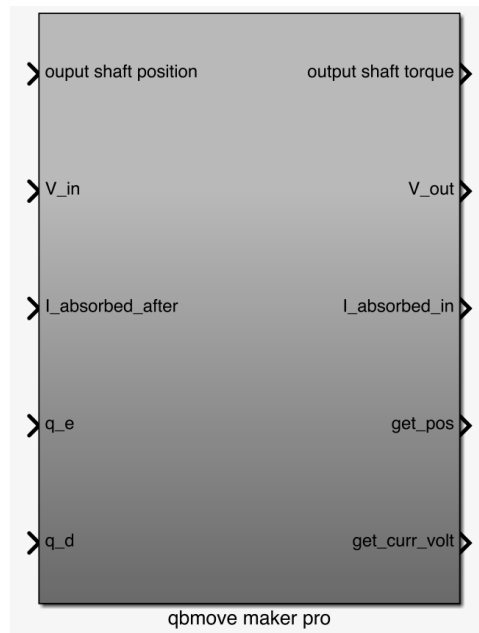 ouput shaft position output shaft torque
V_in V_out
I_absorbed_after I_absorbed_in
q_e get_pos
q_d get_curr_volt
qbmove maker pro